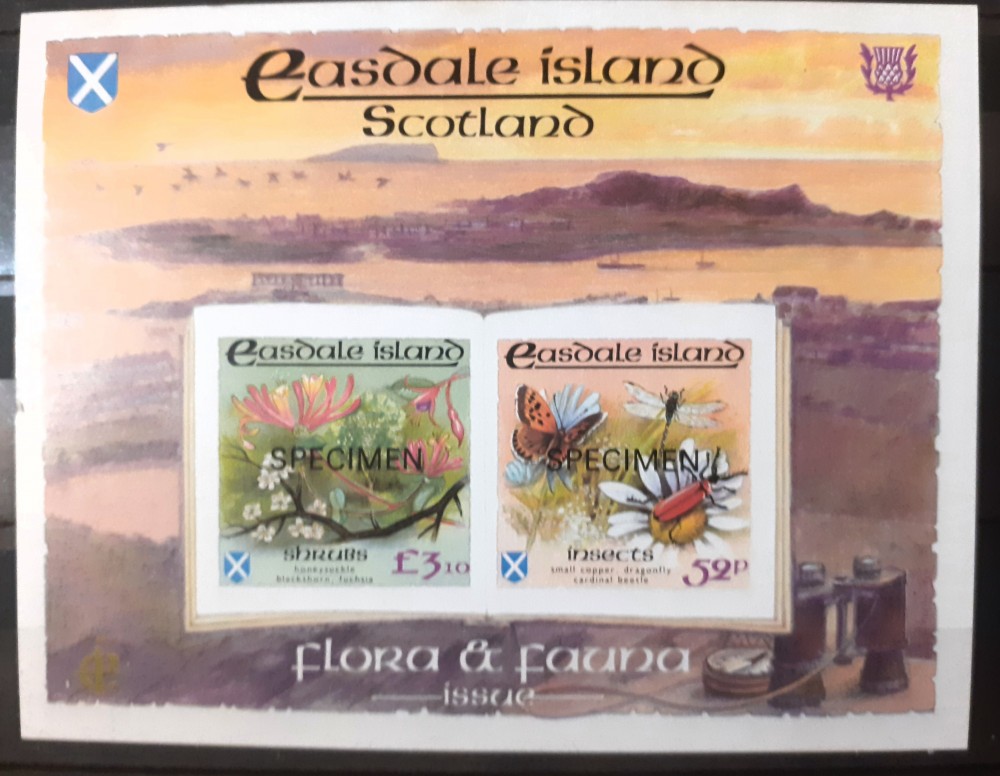 Easdale island
Scotland
Easdale island
SPECIMEN
shrubs
honeysuckle
blackthorn, fuchsia
£3 10
Easdale island
SPECIMEN
insects
small copper, dragonfly
cardinal beetle
52p
flora & fauna
issue